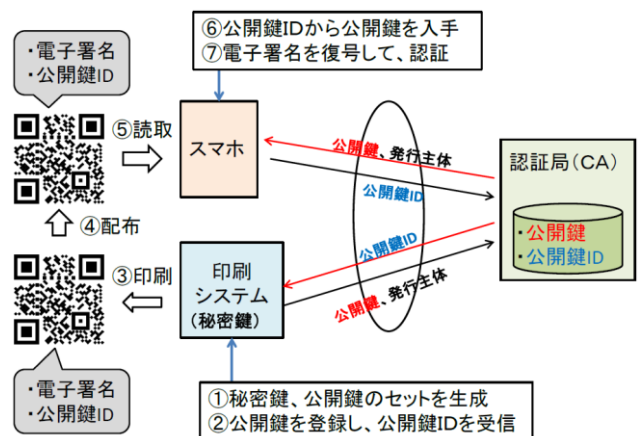 ・電子署名
・公開鍵ID
⑥公開鍵IDから公開鍵を入手
⑦電子署名を復号して、認証
⑤読取
スマホ
公開鍵、発行主体
公開鍵ID
認証局(CA)
・公開鍵
・公開鍵ID
④配布
③印刷
印刷
システム
(秘密鍵)
公開鍵ID
公開鍵、発行主体
・電子署名
・公開鍵ID
①秘密鍵、公開鍵のセットを生成
②公開鍵を登録し、公開鍵IDを受信